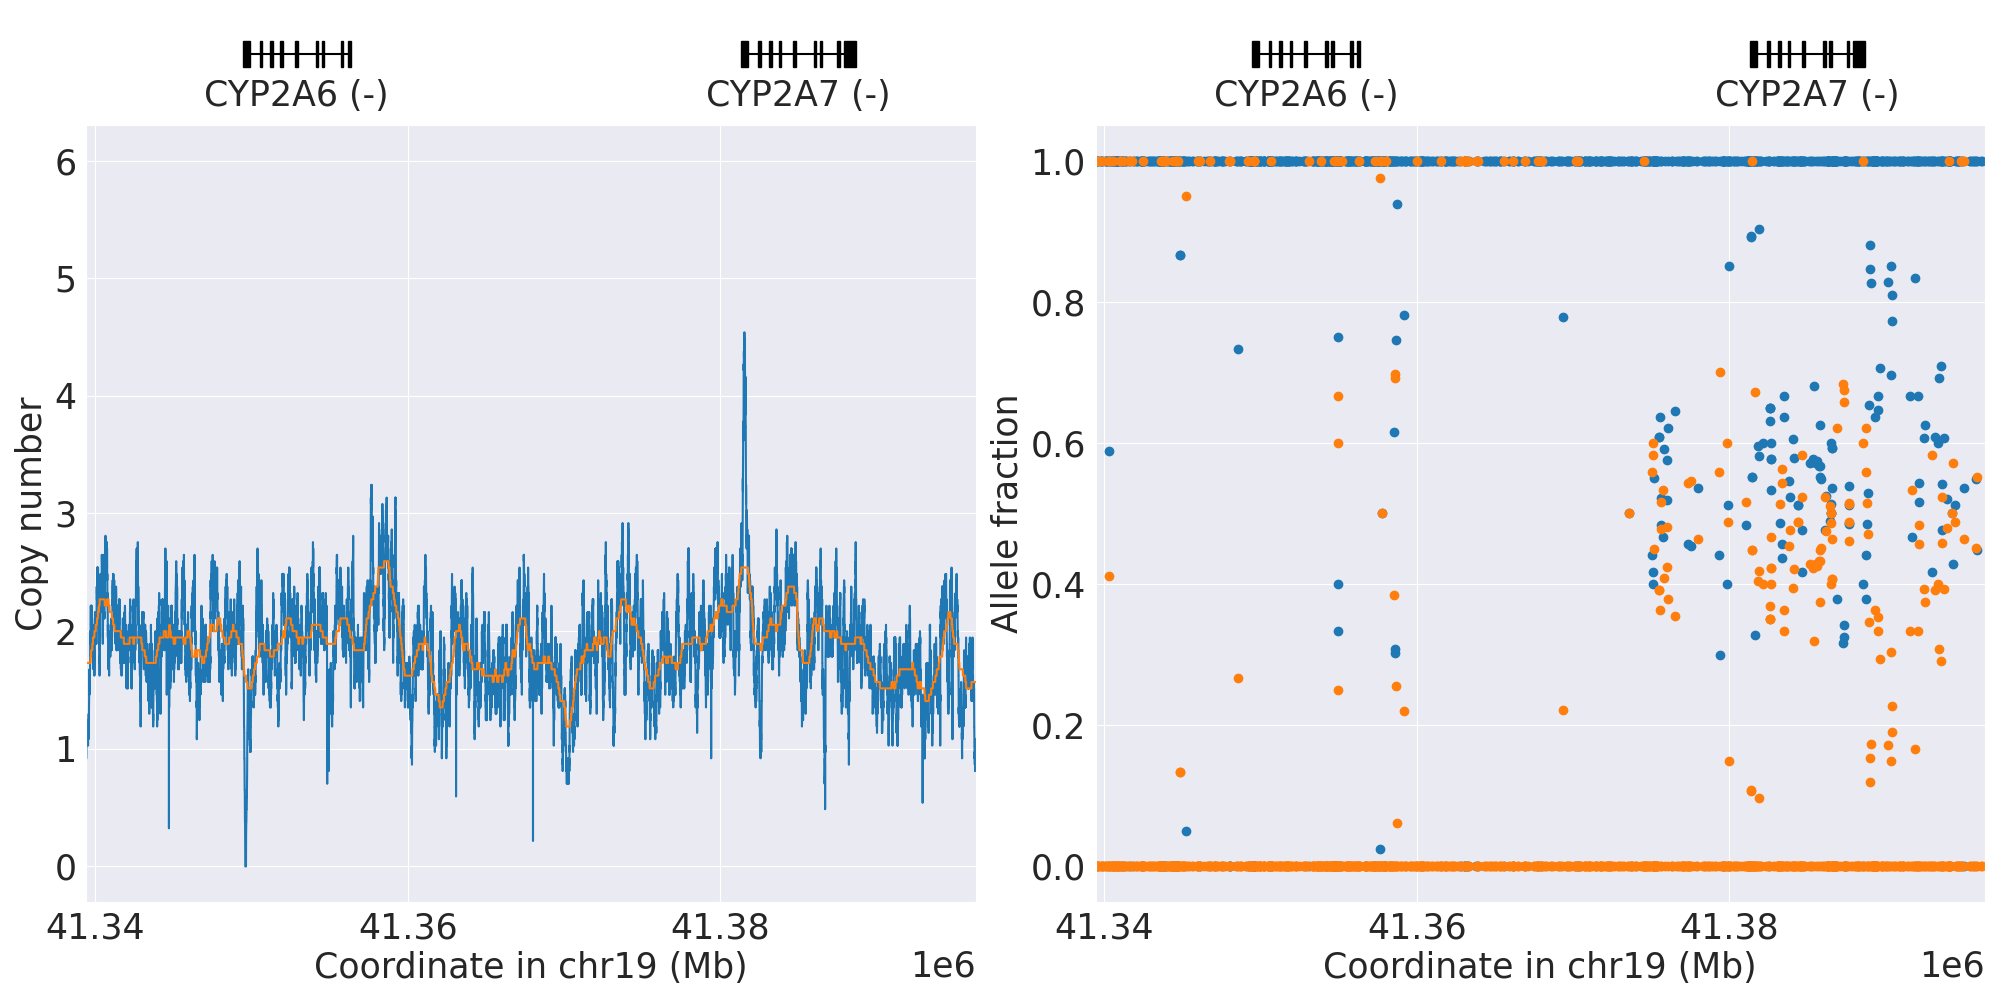 CYP2A6 (-) CYP2A7 (-)
CYP2A6 (-) CYP2A7 (-)
Copy number
6
5
4
3
2
1
0
41.34 41.36 41.38
Coordinate in chr19 (Mb) 1e6
Allele fraction
1.0
0.8
0.6
0.4
0.2
0.0
41.34 41.36 41.38
Coordinate in chr19 (Mb) 1e6